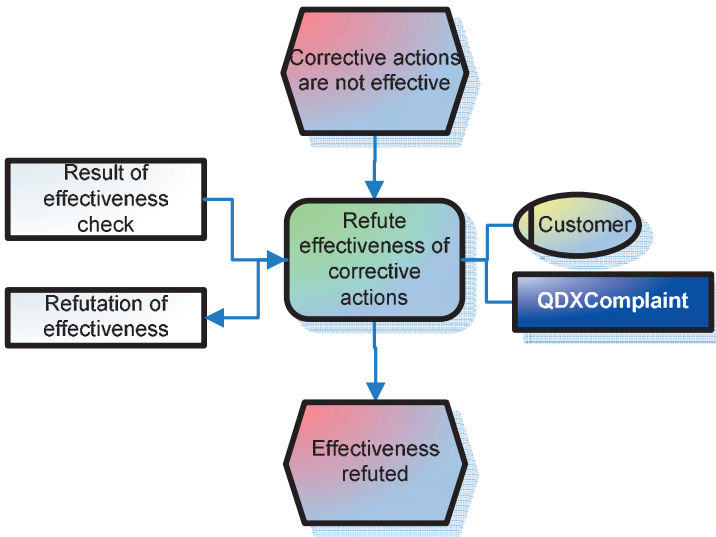 Corrective actions
are not effective
Result of
effectiveness
check
Refute
effectiveness of
corrective
actions
Customer
QDXComplaint
Refutation of
effectiveness
Effectiveness
refuted